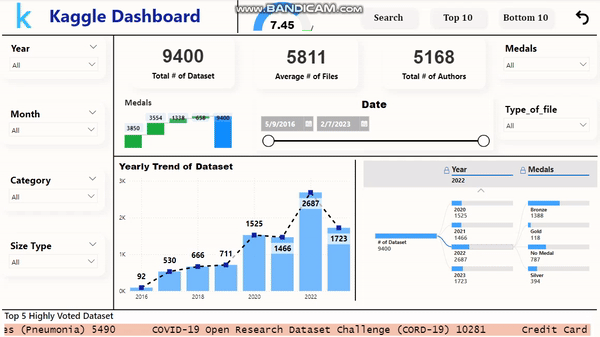 www.BANDICAM.com
k Kaggle Dashboard
7.45
Search
Top 10
Bottom 10
Year
All
Month
All
Category
All
Size Type
All
9400
Total # of Dataset
5811
Average # of Files
5168
Total # of Authors
Medals
All
Type_of_file
All
Medals
3850
3554
1338
658
9400
Date
5/9/2016
2/7/2023
Yearly Trend of Dataset
3K
2K
1K
0K
92
530
666
711
1525
1466
2687
1723
2016
2018
2020
2022
Year
2022
Medals
# of Dataset
9400
2020
1525
2021
1466
2022
2687
2023
1723
Bronze
1388
Gold
118
No Medal
787
Silver
394
Top 5 Highly Voted Dataset
es (Pneumonia) 5490 COVID-19 Open Research Dataset Challenge (CORD-19) 10281 Credit Card